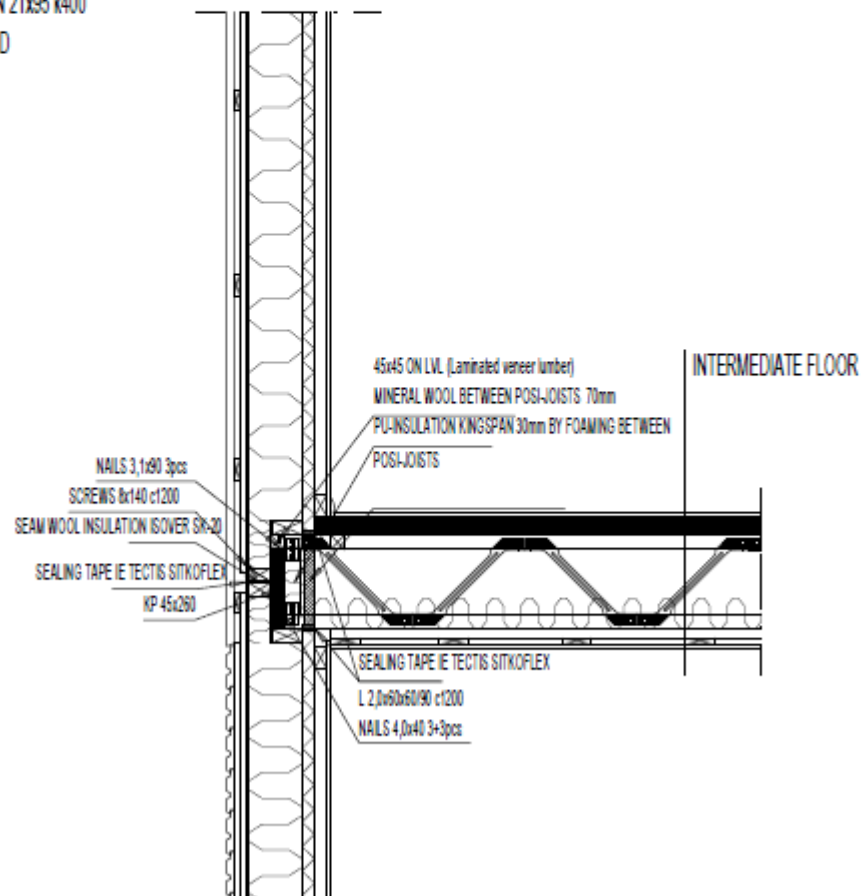 21x95 k400
D
45x45 ON LVL (Laminated veneer lumber)
MINERAL WOOL BETWEEN POSI-JOISTS 70mm
PU-INSULATION KINGSPAN 30mm BY FOAMING BETWEEN
POSI-JOISTS
INTERMEDIATE FLOOR
NAILS 3,1x90 3pcs
SCREWS 8x140 c1200
SEAM WOOL INSULATION ISOVER SK-20
SEALING TAPE IE TECTIS SITKOFLEX
KP 45x260
SEALING TAPE IE TECTIS SITKOFLEX
L 2,0x60x60/90 c1200
NAILS 4,0x40 3+3pcs